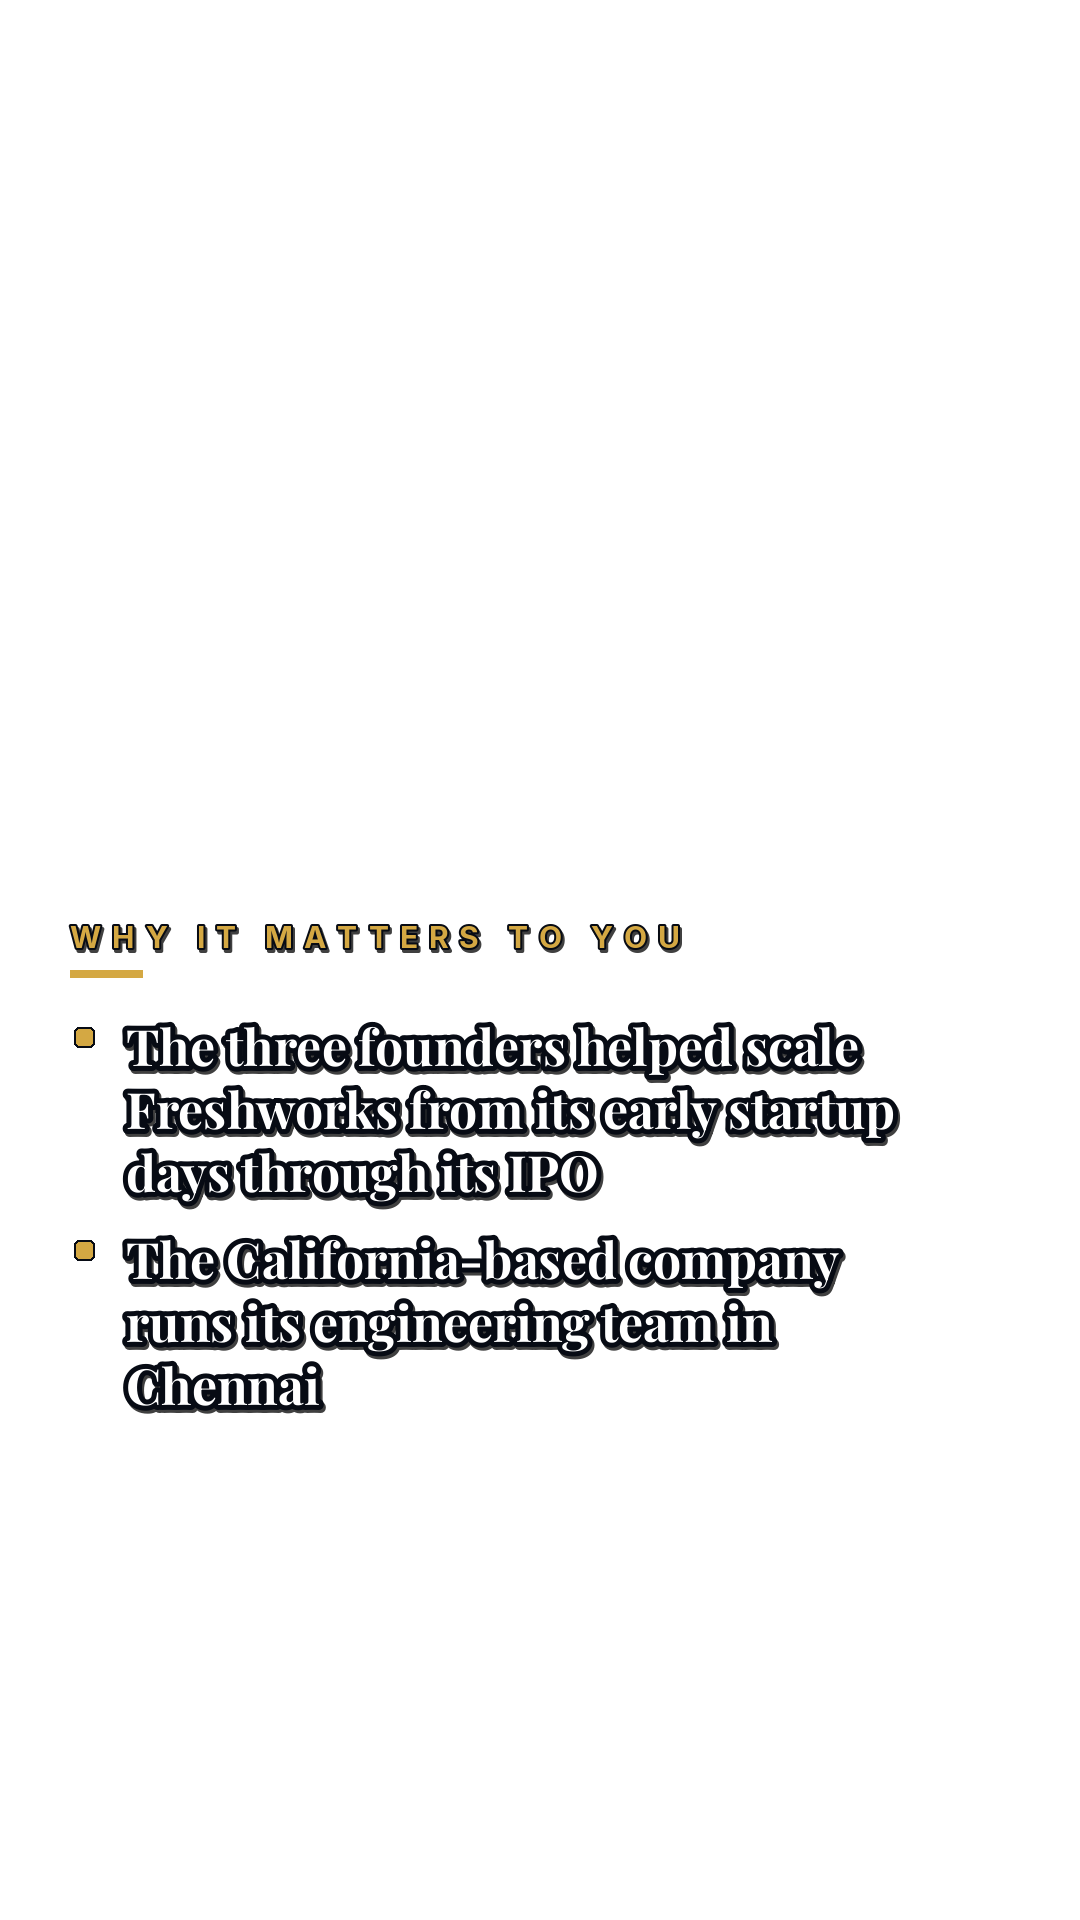 WHY IT MATTERS TO YOU
The three founders helped scale
Freshworks from its early startup
days through its IPO
The California-based company
runs its engineering team in
Chennai